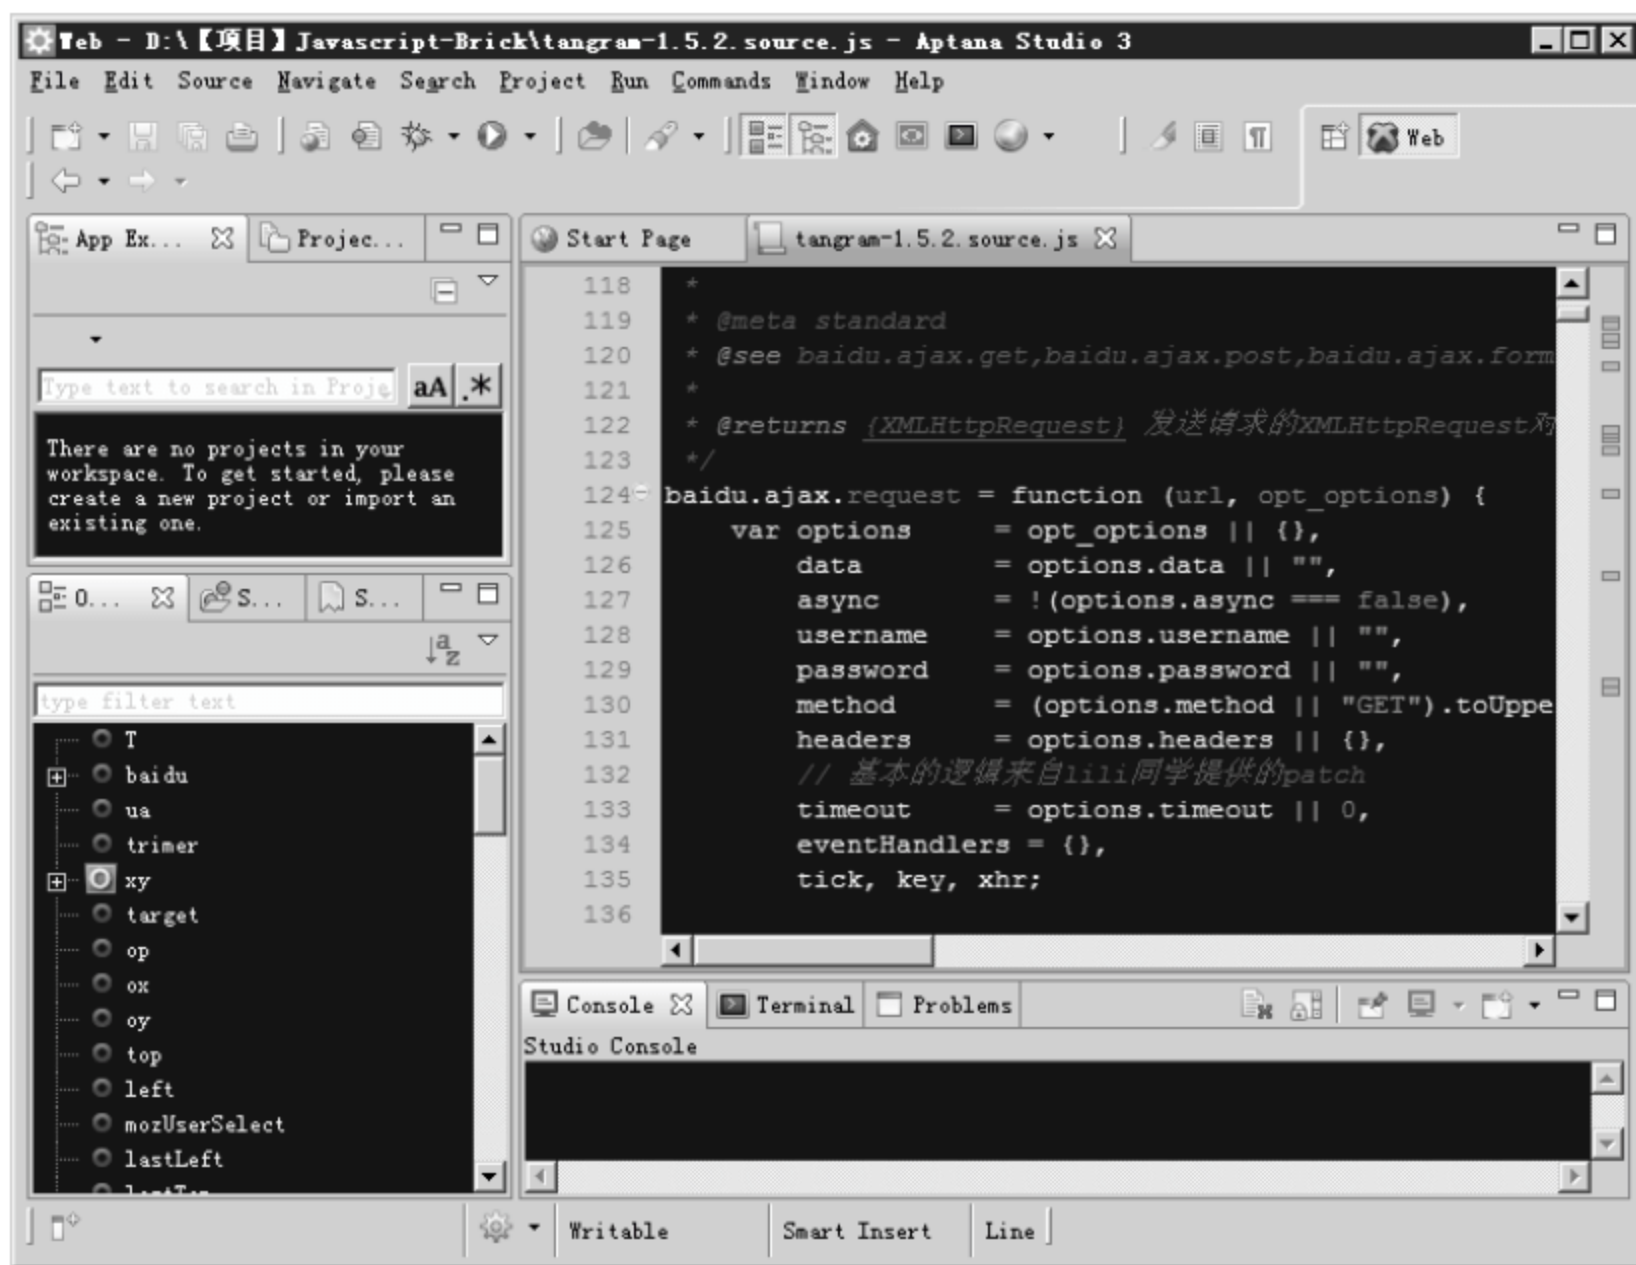 Web - D:\【项目】Javascript-Brick\tangram-1.5.2.source.js - Aptana Studio 3
File Edit Source Navigate Search Project Run Commands Window Help
Web
App Ex...
Projec...
Type text to search in Proje
aA .*
There are no projects in your
workspace. To get started, please
create a new project or import an
existing one.
O... S... S...
type filter text
T
baidu
ua
trimer
xy
target
op
ox
oy
top
left
mozUserSelect
lastLeft
Start Page
tangram-1.5.2.source.js
118 *
119 * @meta standard
120 * @see baidu.ajax.get,baidu.ajax.post,baidu.ajax.form
121 *
122 * @returns {XMLHttpRequest} 发送请求的XMLHttpRequest对
123 */
124 baidu.ajax.request = function (url, opt_options) {
125 var options = opt_options || {},
126 data = options.data || "",
127 async = !(options.async === false),
128 username = options.username || "",
129 password = options.password || "",
130 method = (options.method || "GET").toUppe
131 headers = options.headers || {},
132 // 基本的逻辑来自lili同学提供的patch
133 timeout = options.timeout || 0,
134 eventHandlers = {},
135 tick, key, xhr;
136
Console Terminal Problems
Studio Console
Writable Smart Insert Line